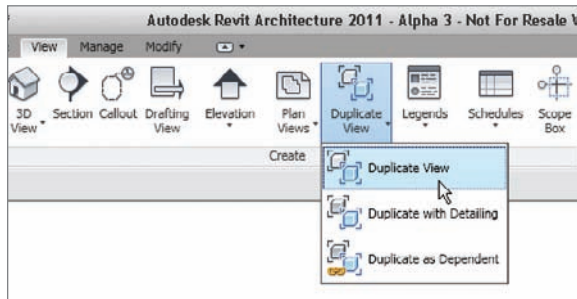 Autodesk Revit Architecture 2011 - Alpha 3 - Not For Resale V
View Manage Modify
3D View Section Callout Drafting View Elevation Plan Views Duplicate View Legends Schedules Scope Box
Create
Duplicate View
Duplicate with Detailing
Duplicate as Dependent